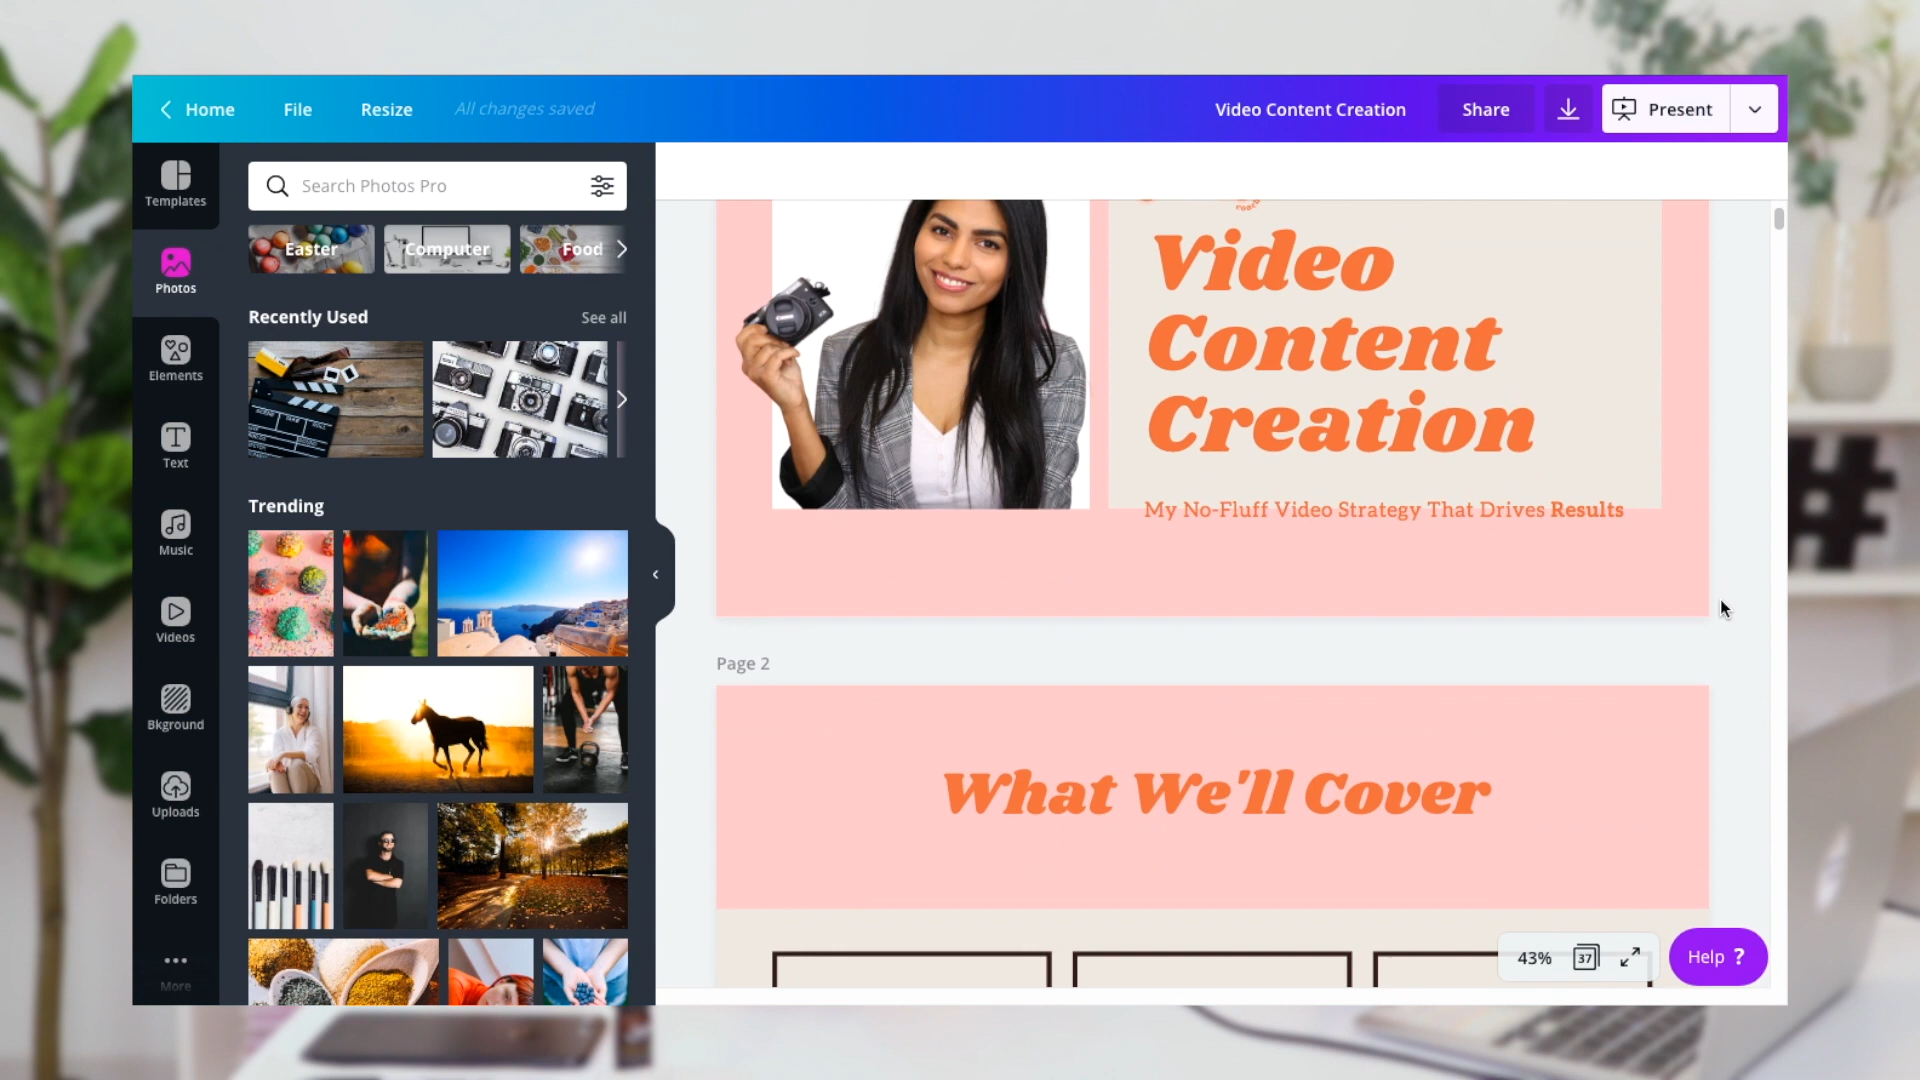 Home
File
Resize
All changes saved
Video Content Creation
Share
Present
Templates
Photos
Elements
Text
Music
Videos
Bkground
Uploads
Folders
More
Search Photos Pro
Easter
Computer
Food
Recently Used
See all
Trending
Video
Content
Creation
My No-Fluff Video Strategy That Drives Results
Page 2
What We'll Cover
43%
37
Help ?